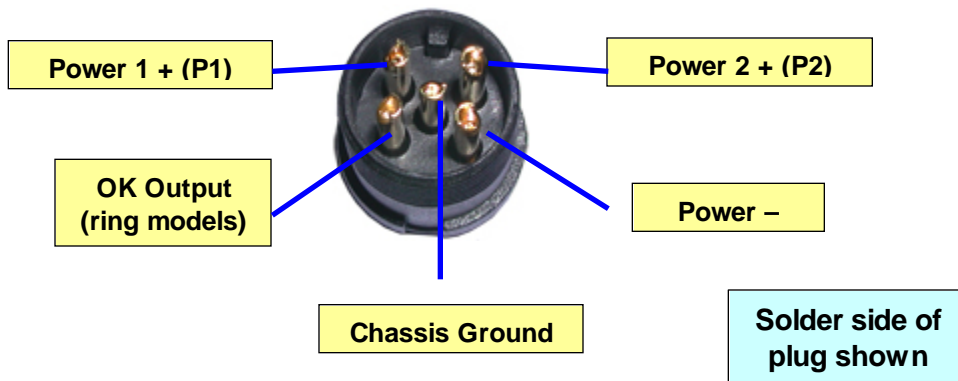 Power 1 + (P1)
Power 2 + (P2)
OK Output
(ring models)
Power –
Chassis Ground
Solder side of
plug shown